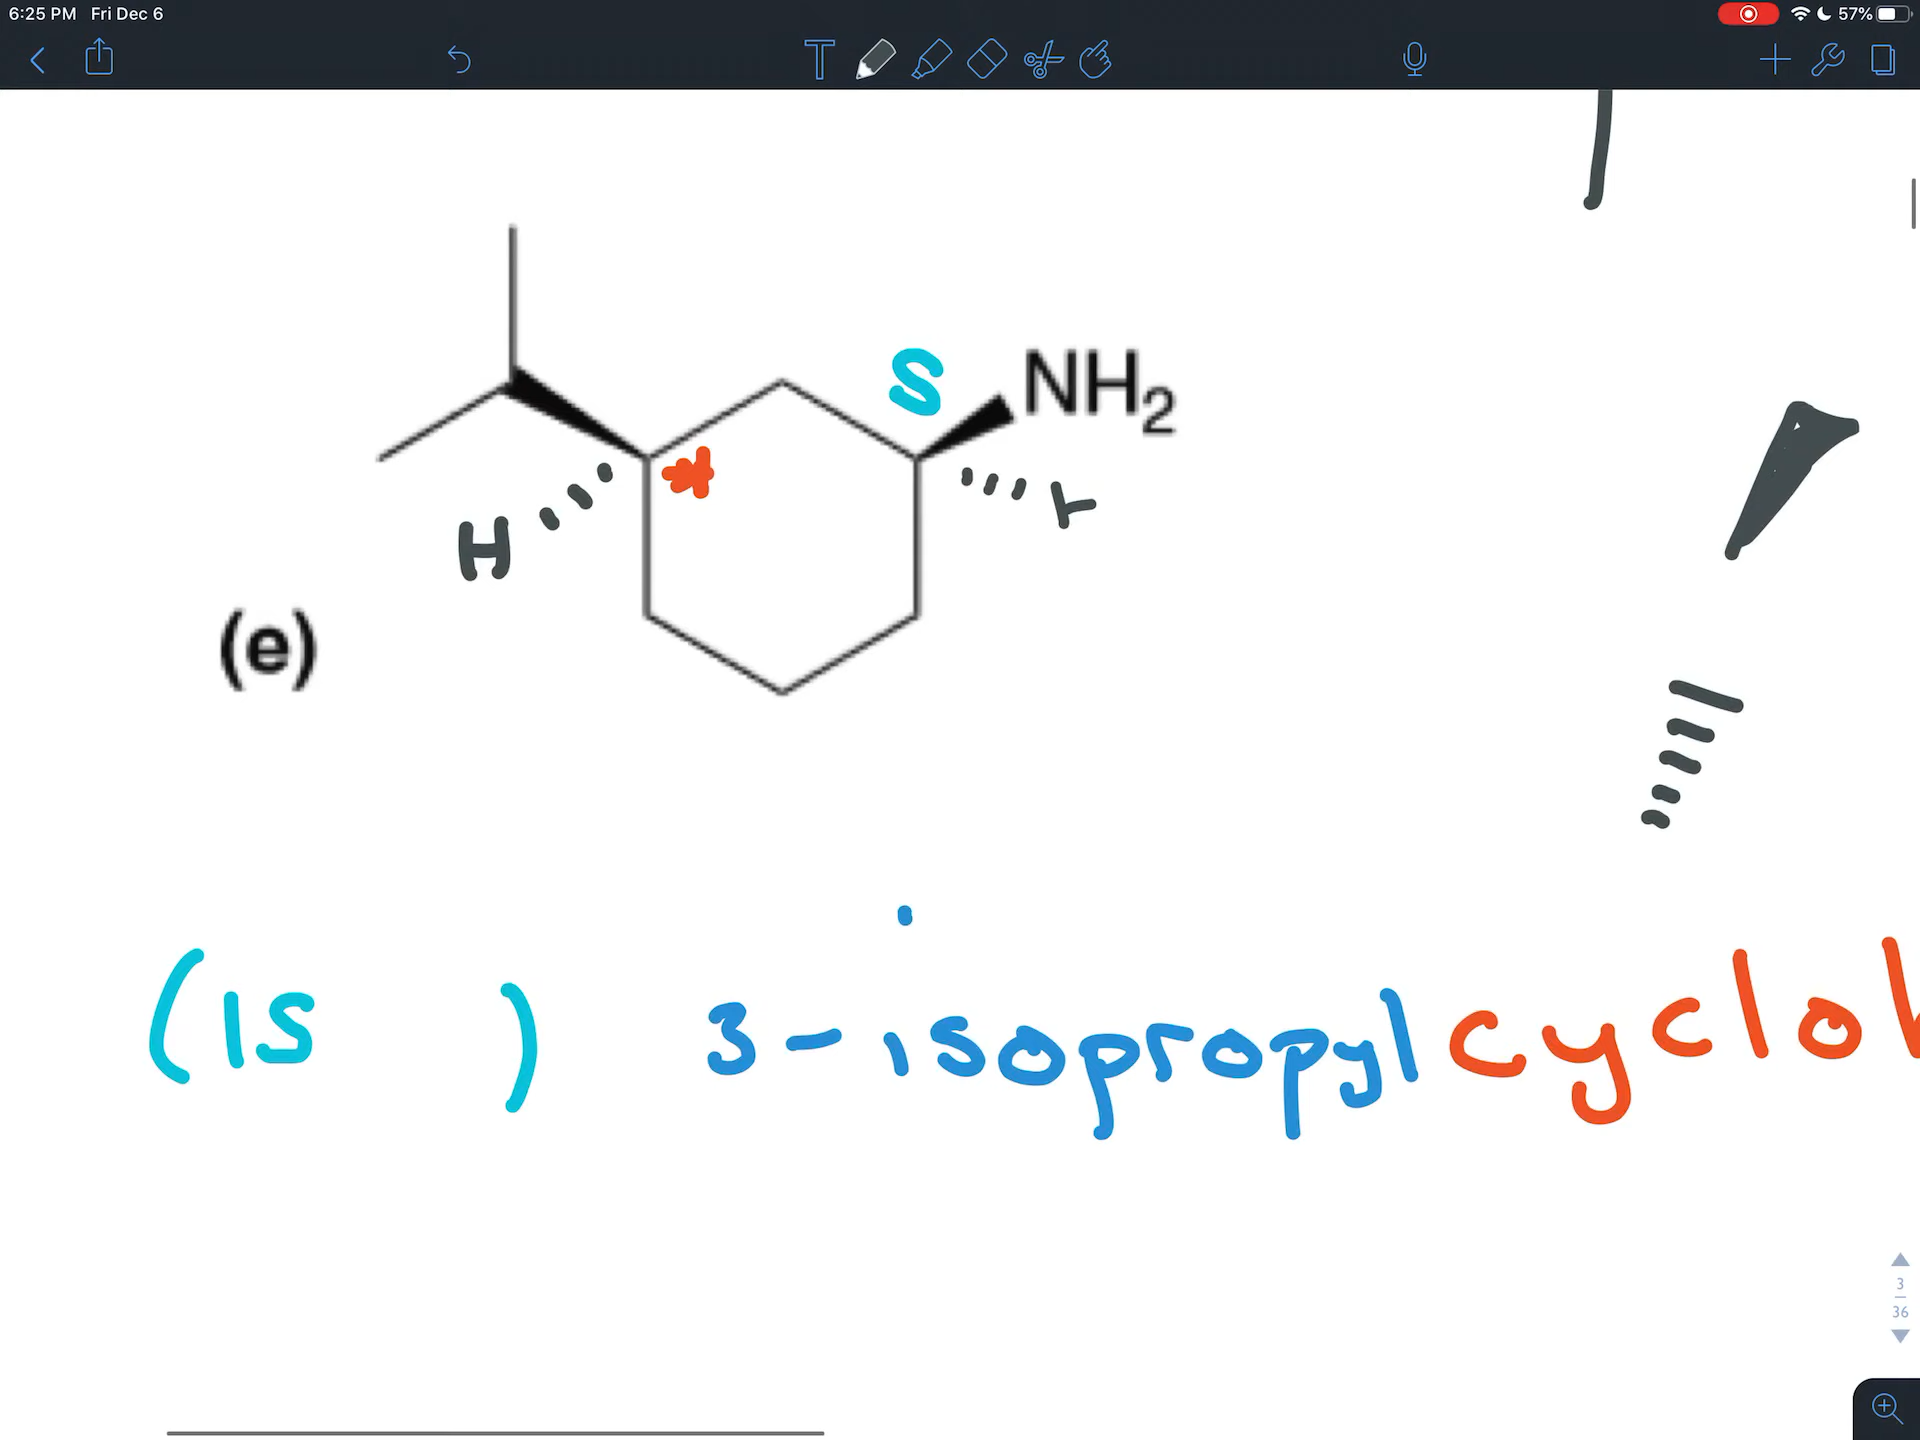 6:25 PM Fri Dec 6
57%
T
S
NH2
H
(e)
(1S ) 3-isopropylcyclo
3
36